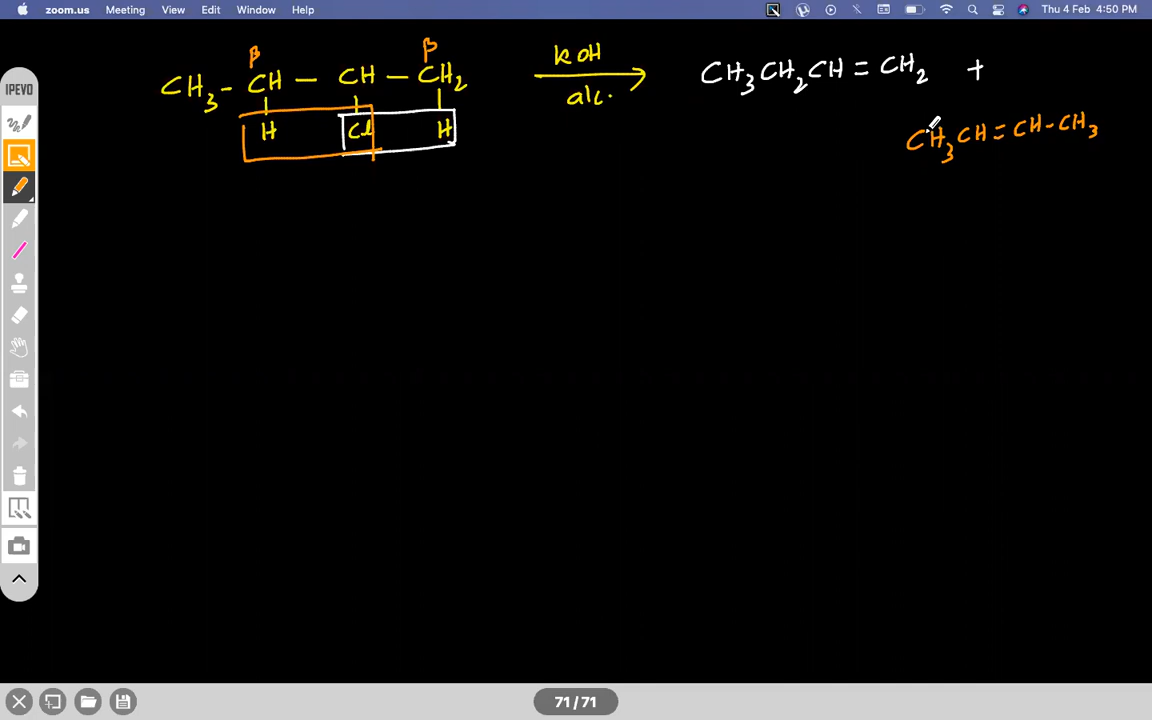 zoom.us Meeting View Edit Window Help Thu 4 Feb 4:50 PM
IPEVO
β β
CH₃ - CH — CH — CH₂
H Cl H
KOH
alc.
CH₃CH₂CH = CH₂ +
CH₃CH = CH - CH₃
71 / 71